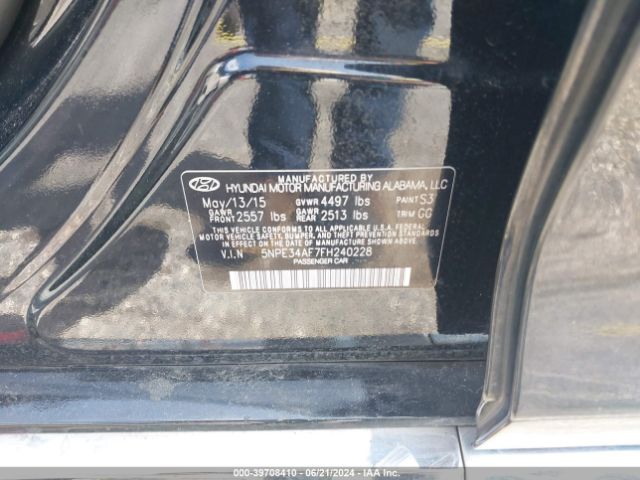 MANUFACTURED BY
HYUNDAI MOTOR MANUFACTURING ALABAMA, LLC
May/13/15 GVWR 4497 lbs PAINT S3
GAWR FRONT 2557 lbs GAWR REAR 2513 lbs TRIM GG
THIS VEHICLE CONFORMS TO ALL APPLICABLE U.S.A FEDERAL
MOTOR VEHICLE SAFETY, BUMPER, AND THEFT PREVENTION
STANDARDS IN EFFECT ON THE DATE OF MANUFACTURE SHOWN ABOVE.
V.I.N 5NPE34AF7FH240228
PASSENGER CAR
000-39708410 - 06/21/2024 - IAAI.COM